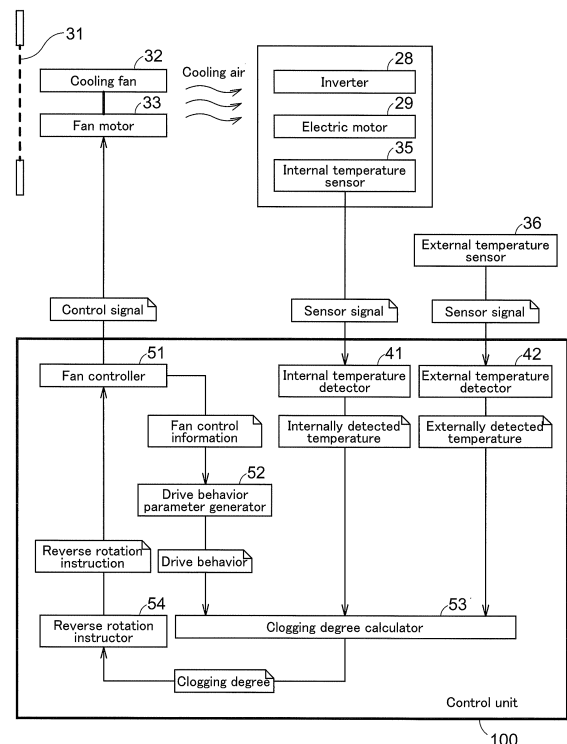 31
32
Cooling fan
33
Fan motor
Cooling air
28
Inverter
29
Electric motor
35
Internal temperature
sensor
36
External temperature
sensor
Control signal
Sensor signal
Sensor signal
51
Fan controller
41
Internal temperature
detector
42
External temperature
detector
Fan control
information
Internally detected
temperature
Externally detected
temperature
52
Drive behavior
parameter generator
Reverse rotation
instruction
Drive behavior
54
Reverse rotation
instructor
53
Clogging degree calculator
Clogging degree
Control unit
100